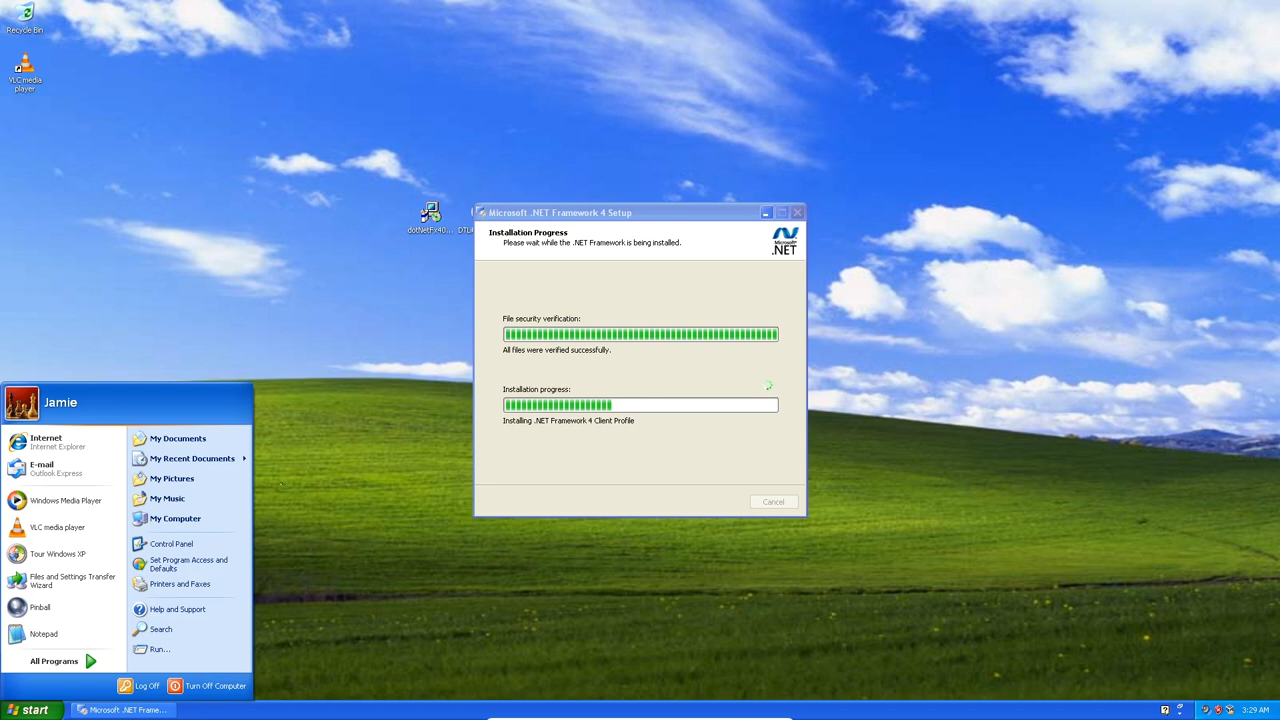 Recycle Bin
VLC media
player
dotNetFx40...
Microsoft .NET Framework 4 Setup
Installation Progress
Please wait while the .NET Framework is being installed.
Microsoft
.NET
File security verification:
All files were verified successfully.
Installation progress:
Installing .NET Framework 4 Client Profile
Cancel
Jamie
Internet
Internet Explorer
E-mail
Outlook Express
Windows Media Player
VLC media player
Tour Windows XP
Files and Settings Transfer
Wizard
Pinball
Notepad
All Programs
My Documents
My Recent Documents
My Pictures
My Music
My Computer
Control Panel
Set Program Access and
Defaults
Printers and Faxes
Help and Support
Search
Run...
Log Off
Turn Off Computer
start
Microsoft .NET Frame...
3:29 AM